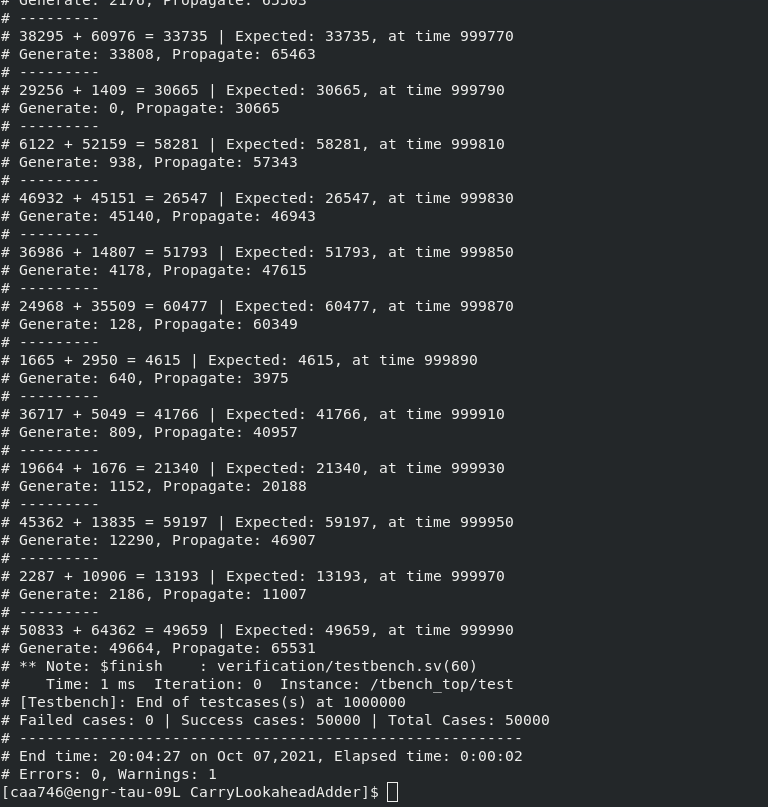 # Generate: 2176, Propagate: 65503
# ---------
# 38295 + 60976 = 33735 | Expected: 33735, at time 999770
# Generate: 33808, Propagate: 65463
# ---------
# 29256 + 1409 = 30665 | Expected: 30665, at time 999790
# Generate: 0, Propagate: 30665
# ---------
# 6122 + 52159 = 58281 | Expected: 58281, at time 999810
# Generate: 938, Propagate: 57343
# ---------
# 46932 + 45151 = 26547 | Expected: 26547, at time 999830
# Generate: 45140, Propagate: 46943
# ---------
# 36986 + 14807 = 51793 | Expected: 51793, at time 999850
# Generate: 4178, Propagate: 47615
# ---------
# 24968 + 35509 = 60477 | Expected: 60477, at time 999870
# Generate: 128, Propagate: 60349
# ---------
# 1665 + 2950 = 4615 | Expected: 4615, at time 999890
# Generate: 640, Propagate: 3975
# ---------
# 36717 + 5049 = 41766 | Expected: 41766, at time 999910
# Generate: 809, Propagate: 40957
# ---------
# 19664 + 1676 = 21340 | Expected: 21340, at time 999930
# Generate: 1152, Propagate: 20188
# ---------
# 45362 + 13835 = 59197 | Expected: 59197, at time 999950
# Generate: 12290, Propagate: 46907
# ---------
# 2287 + 10906 = 13193 | Expected: 13193, at time 999970
# Generate: 2186, Propagate: 11007
# ---------
# 50833 + 64362 = 49659 | Expected: 49659, at time 999990
# Generate: 49664, Propagate: 65531
# ** Note: $finish    : verification/testbench.sv(60)
#    Time: 1 ms  Iteration: 0  Instance: /tbench_top/test
# [Testbench]: End of testcases(s) at 1000000
# Failed cases: 0 | Success cases: 50000 | Total Cases: 50000
# --------------------------------------------------------
# End time: 20:04:27 on Oct 07,2021, Elapsed time: 0:00:02
# Errors: 0, Warnings: 1
[caa746@engr-tau-09L CarryLookaheadAdder]$